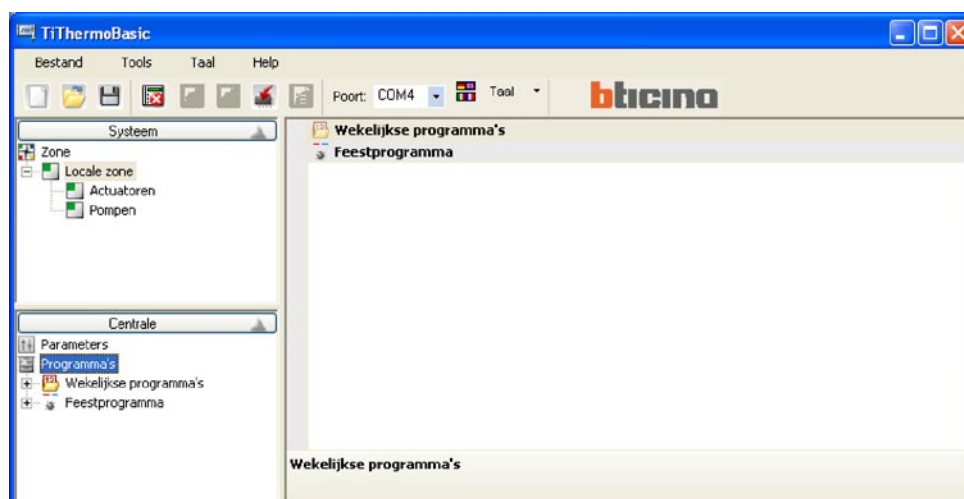 TiThermoBasic
Bestand Tools Taal Help
Poort: COM4 Taal bticino
Systeem
Zone
Locale zone
Actuatoren
Pompen
Centrale
Parameters
Programma's
Wekelijkse programma's
Feestprogramma
Wekelijkse programma's
Feestprogramma
Wekelijkse programma's